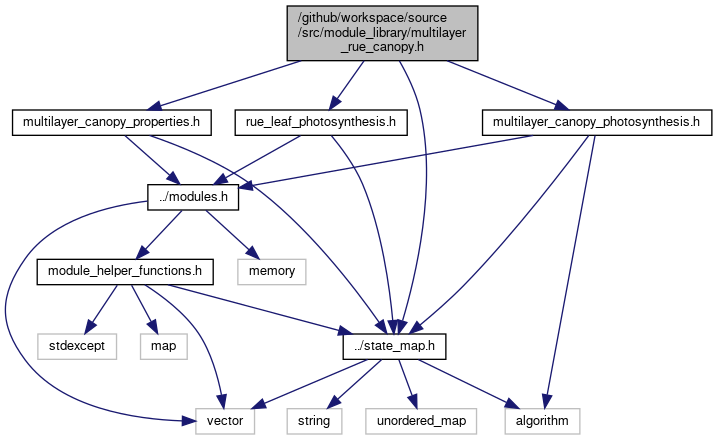 /github/workspace/source
/src/module_library/multilayer
_rue_canopy.h
multilayer_canopy_properties.h
rue_leaf_photosynthesis.h
multilayer_canopy_photosynthesis.h
../modules.h
module_helper_functions.h
memory
stdexcept
map
../state_map.h
vector
string
unordered_map
algorithm